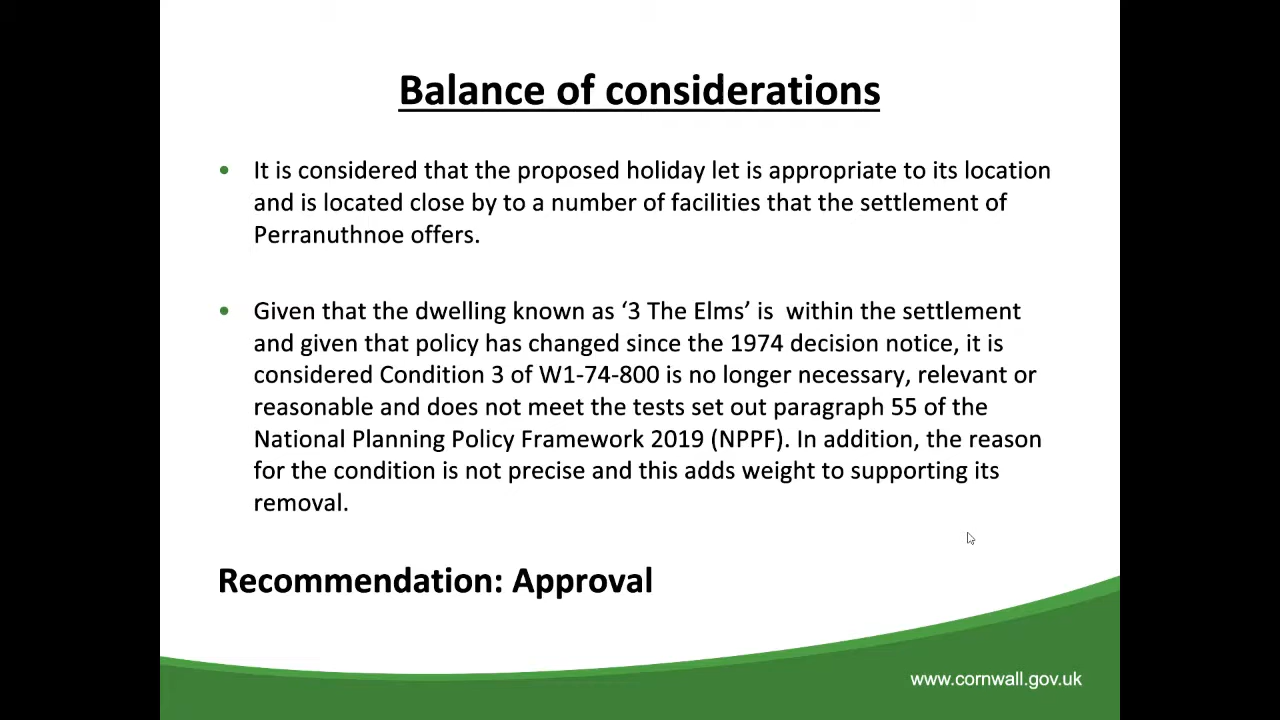 Balance of considerations
• It is considered that the proposed holiday let is appropriate to its location
and is located close by to a number of facilities that the settlement of
Perranuthnoe offers.
• Given that the dwelling known as ‘3 The Elms’ is  within the settlement
and given that policy has changed since the 1974 decision notice, it is
considered Condition 3 of W1-74-800 is no longer necessary, relevant or
reasonable and does not meet the tests set out paragraph 55 of the
National Planning Policy Framework 2019 (NPPF). In addition, the reason
for the condition is not precise and this adds weight to supporting its
removal.
Recommendation: Approval
www.cornwall.gov.uk